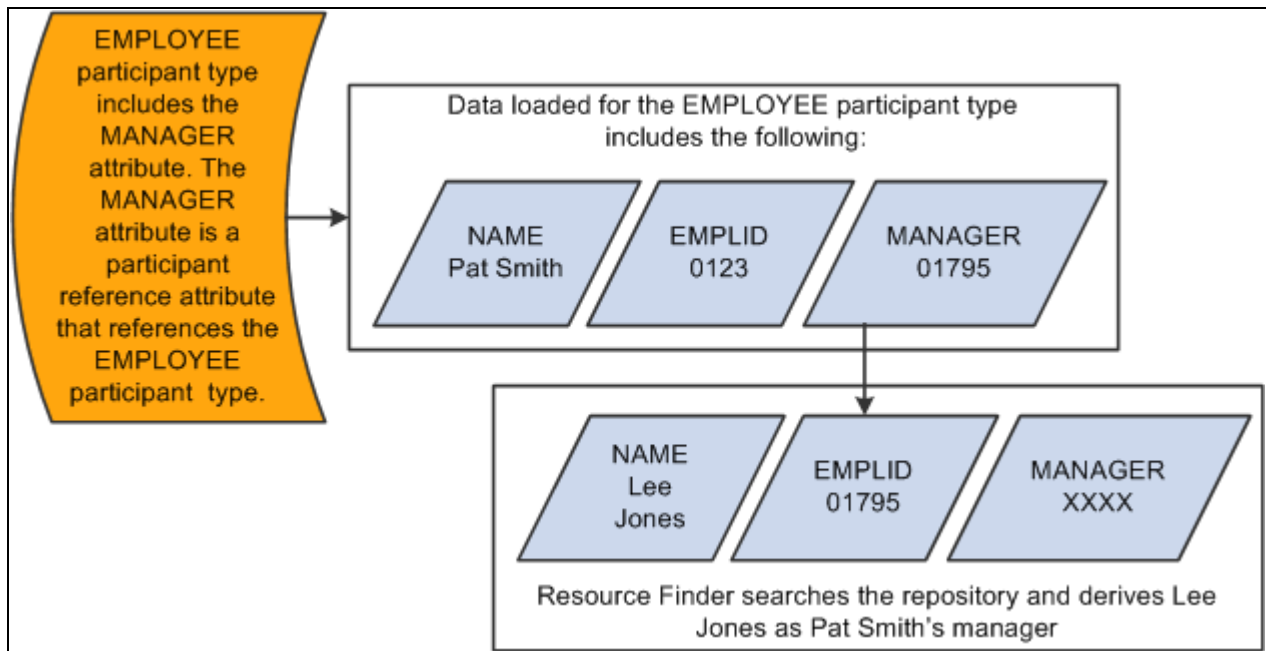 EMPLOYEE
participant type
includes the
MANAGER
attribute. The
MANAGER
attribute is a
participant
reference attribute
that references the
EMPLOYEE
participant type.
Data loaded for the EMPLOYEE participant type
includes the following:
NAME
Pat Smith
EMPLID
0123
MANAGER
01795
NAME
Lee
Jones
EMPLID
01795
MANAGER
XXXX
Resource Finder searches the repository and derives Lee
Jones as Pat Smith's manager